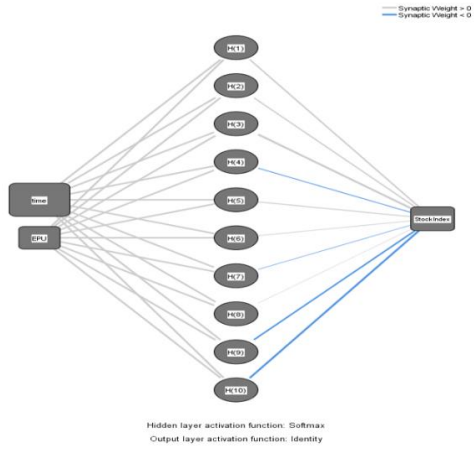 Synaptic Weight > 0
Synaptic Weight < 0
H(1)
H(2)
H(3)
H(4)
time
H(5)
StockIndex
EPU
H(6)
H(7)
H(8)
H(9)
H(10)
Hidden layer activation function: Softmax
Output layer activation function: Identity